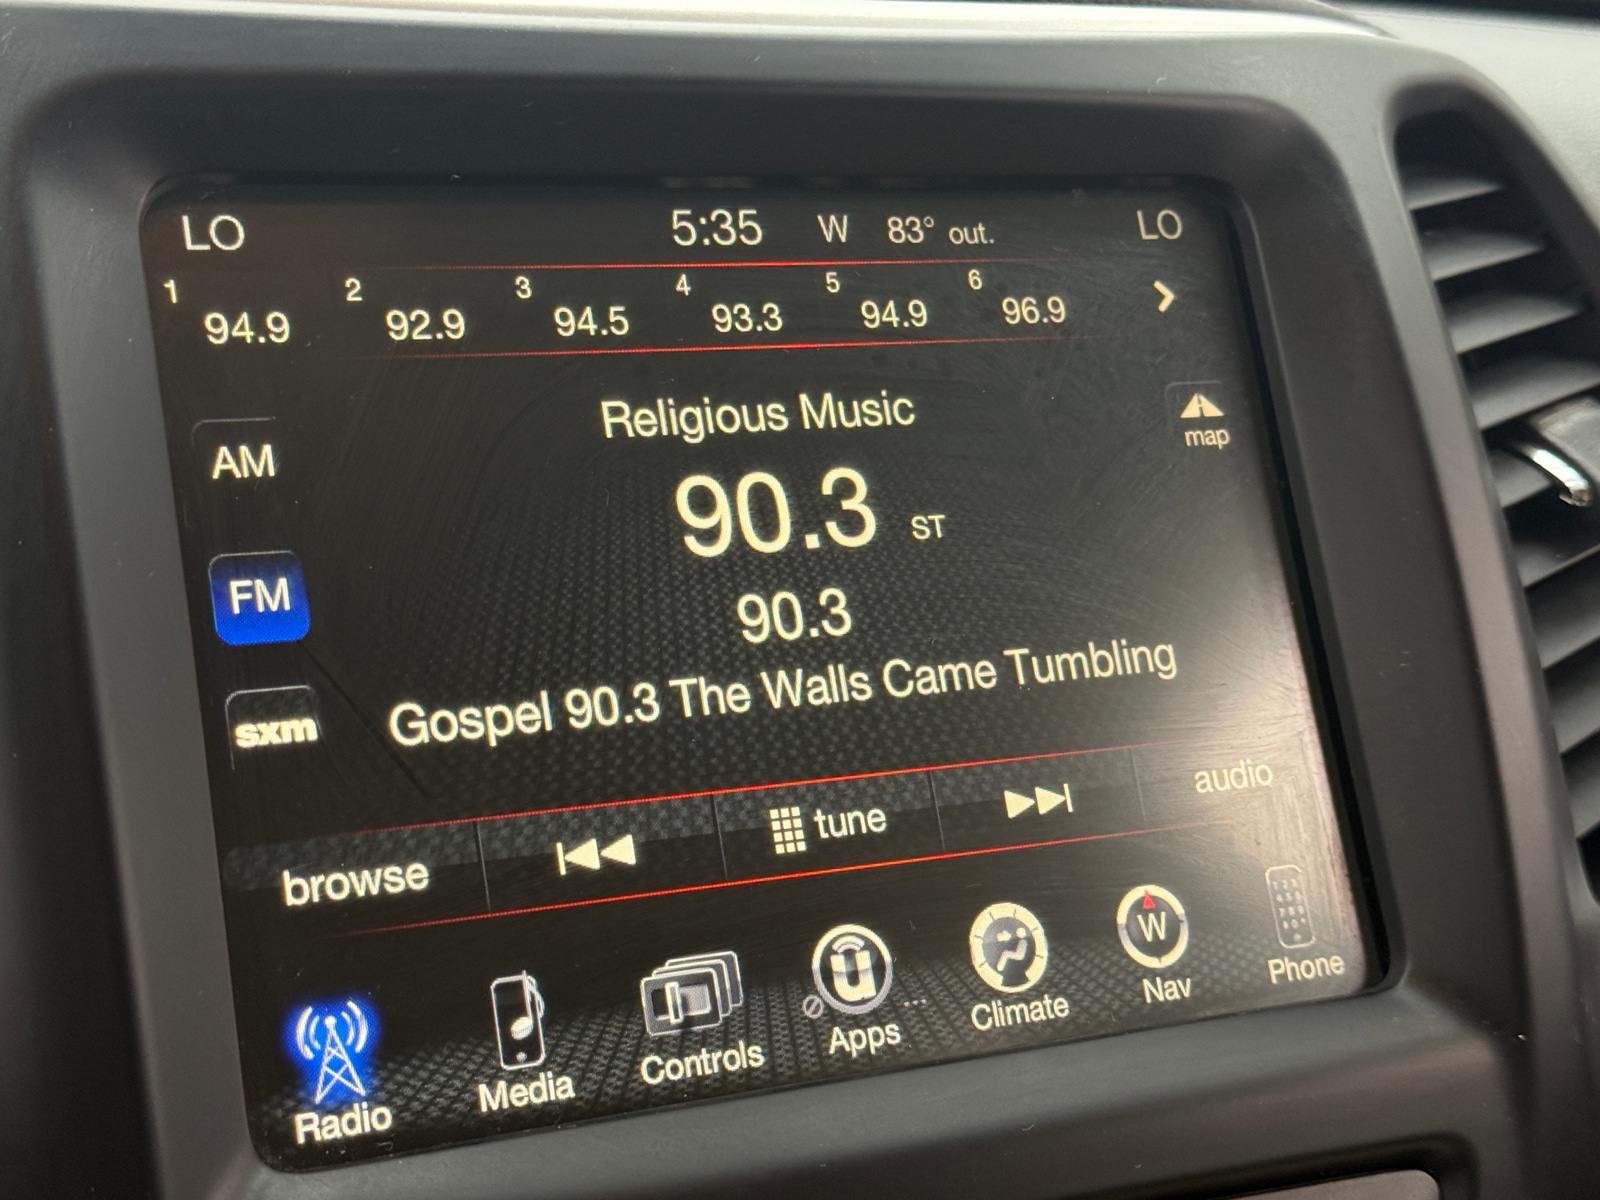 LO 5:35 W 83° out. LO
1 94.9 2 92.9 3 94.5 4 93.3 5 94.9 6 96.9
Religious Music
map
AM
90.3 ST
FM
90.3
sxm
Gospel 90.3 The Walls Came Tumbling
browse tune audio
W
Radio Media Controls Apps Climate Nav Phone